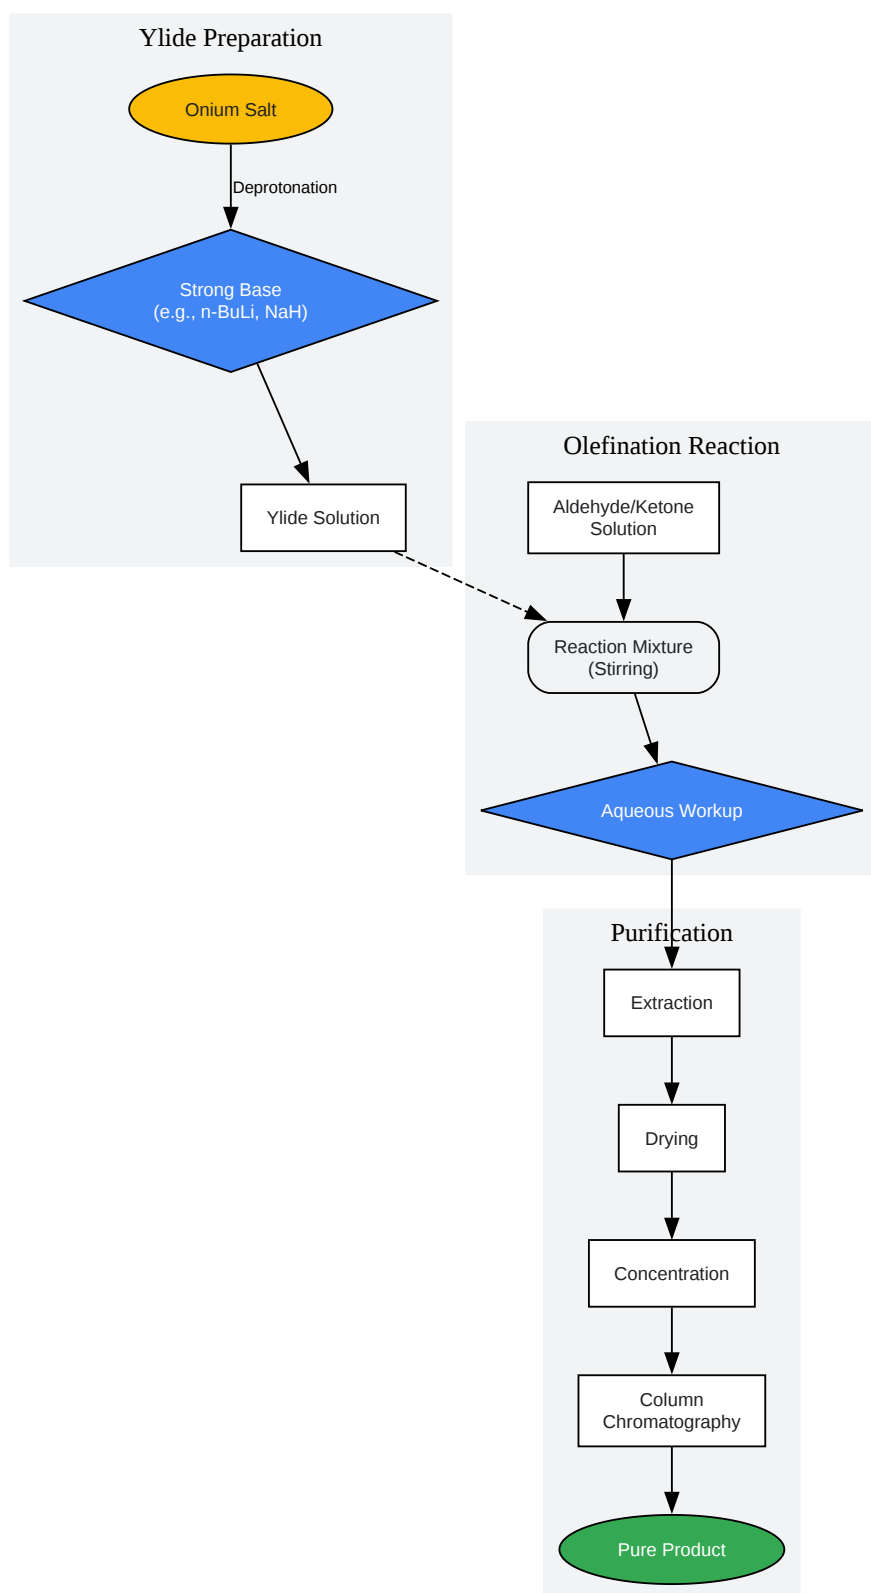 Ylide Preparation
Onium Salt
Deprotonation
Strong Base
(e.g., n-BuLi, NaH)
Ylide Solution
Olefination Reaction
Aldehyde/Ketone
Solution
Reaction Mixture
(Stirring)
Aqueous Workup
Purification
Extraction
Drying
Concentration
Column
Chromatography
Pure Product